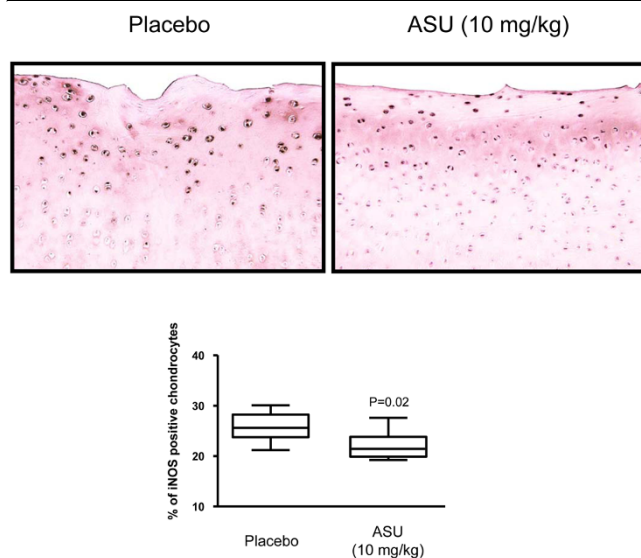 Placebo
ASU (10 mg/kg)
% of iNOS positive chondrocytes
40
30
20
10
P=0.02
Placebo
ASU
(10 mg/kg)